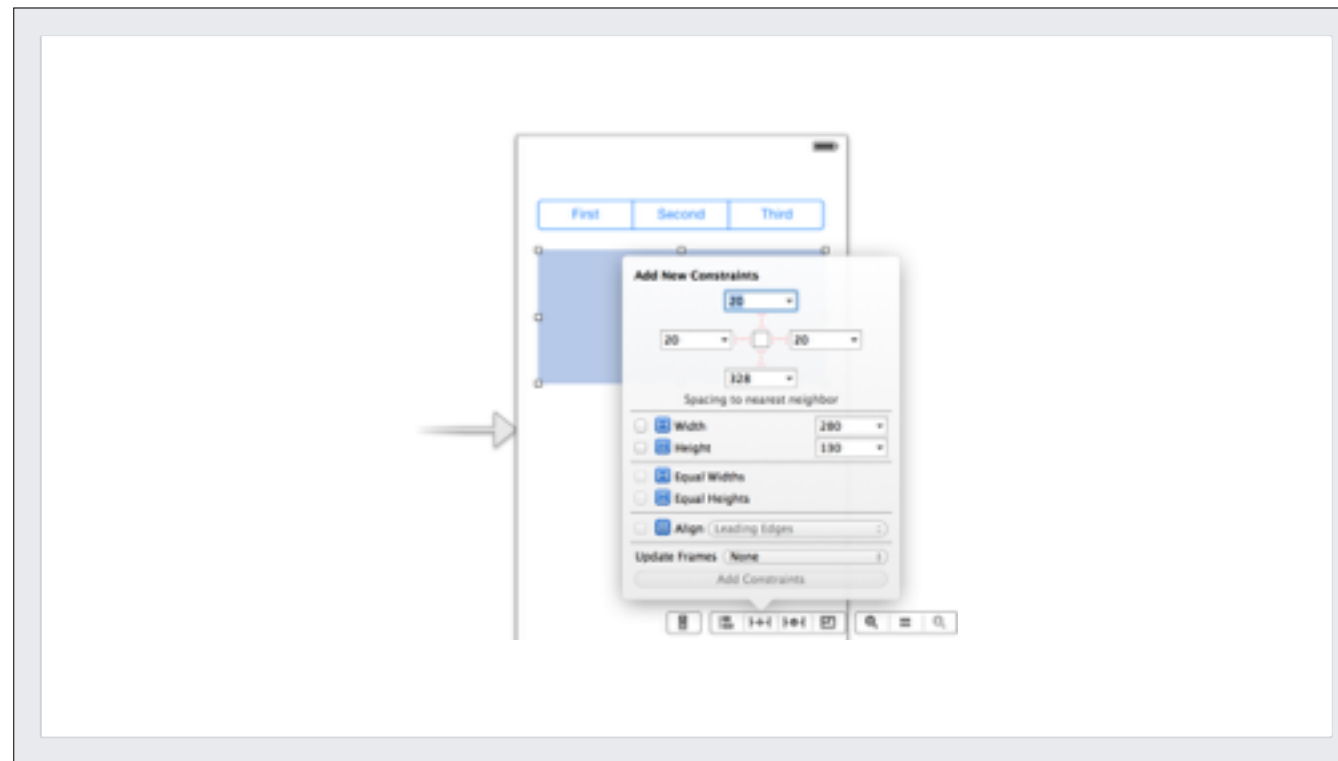 First Second Third
Add New Constraints
20
20 20
328
Spacing to nearest neighbor
Width 280
Height 130
Equal Widths
Equal Heights
Align Leading Edges
Update Frames None
Add Constraints